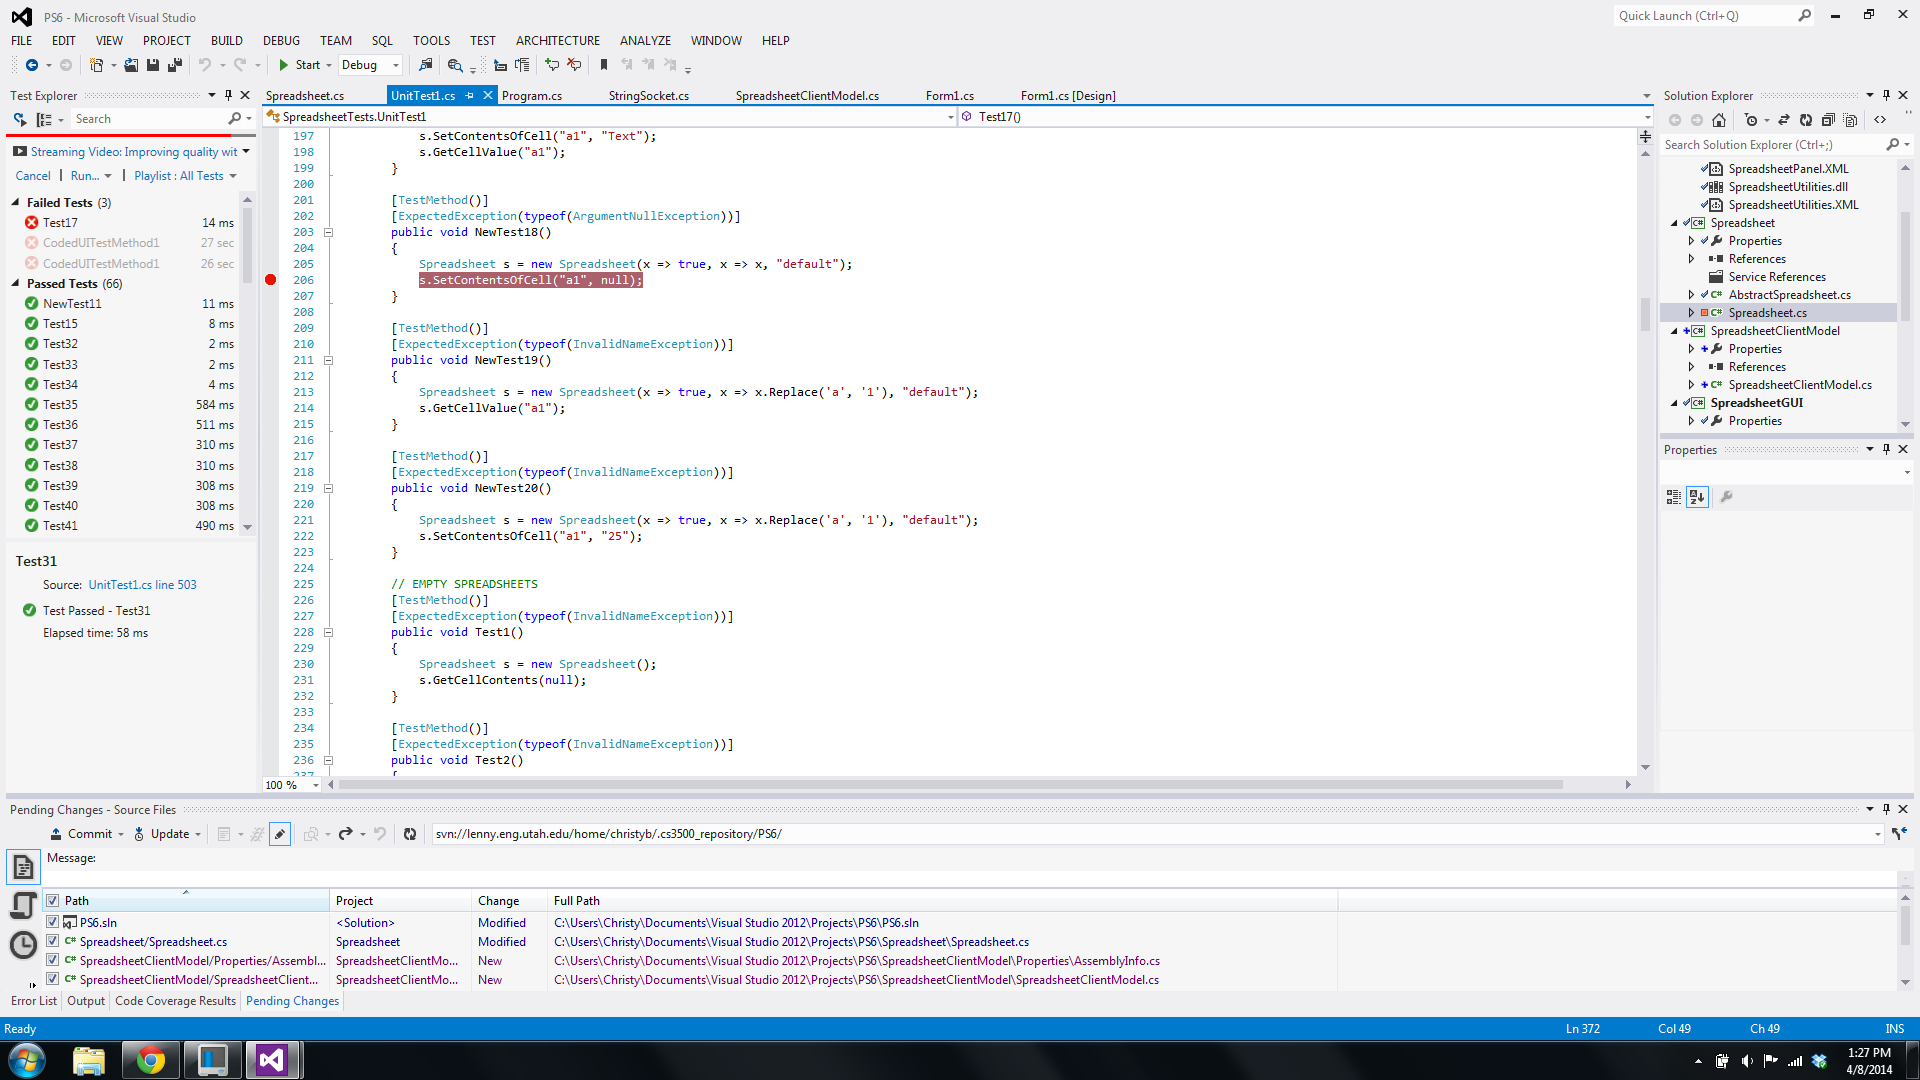 PS6 - Microsoft Visual Studio
Quick Launch (Ctrl+Q)
FILE EDIT VIEW PROJECT BUILD DEBUG TEAM SQL TOOLS TEST ARCHITECTURE ANALYZE WINDOW HELP
Start Debug
Test Explorer
Search
Streaming Video: Improving quality wit
Cancel Run... Playlist : All Tests
Failed Tests (3)
Test17 14 ms
CodedUITestMethod1 27 sec
CodedUITestMethod1 26 sec
Passed Tests (66)
NewTest11 11 ms
Test15 8 ms
Test32 2 ms
Test33 2 ms
Test34 4 ms
Test35 584 ms
Test36 511 ms
Test37 310 ms
Test38 310 ms
Test39 308 ms
Test40 308 ms
Test41 490 ms
Test31
Source: UnitTest1.cs line 503
Test Passed - Test31
Elapsed time: 58 ms
Spreadsheet.cs UnitTest1.cs Program.cs StringSocket.cs SpreadsheetClientModel.cs Form1.cs Form1.cs [Design]
SpreadsheetTests.UnitTest1 Test17()
197 s.SetContentsOfCell("a1", "Text");
198 s.GetCellValue("a1");
199 }
200
201 [TestMethod()]
202 [ExpectedException(typeof(ArgumentNullException))]
203 public void NewTest18()
204 {
205 Spreadsheet s = new Spreadsheet(x => true, x => x, "default");
206 s.SetContentsOfCell("a1", null);
207 }
208
209 [TestMethod()]
210 [ExpectedException(typeof(InvalidNameException))]
211 public void NewTest19()
212 {
213 Spreadsheet s = new Spreadsheet(x => true, x => x.Replace('a', '1'), "default");
214 s.GetCellValue("a1");
215 }
216
217 [TestMethod()]
218 [ExpectedException(typeof(InvalidNameException))]
219 public void NewTest20()
220 {
221 Spreadsheet s = new Spreadsheet(x => true, x => x.Replace('a', '1'), "default");
222 s.SetContentsOfCell("a1", "25");
223 }
224
225 // EMPTY SPREADSHEETS
226 [TestMethod()]
227 [ExpectedException(typeof(InvalidNameException))]
228 public void Test1()
229 {
230 Spreadsheet s = new Spreadsheet();
231 s.GetCellContents(null);
232 }
233
234 [TestMethod()]
235 [ExpectedException(typeof(InvalidNameException))]
236 public void Test2()
237 {
100 %
Solution Explorer
Search Solution Explorer (Ctrl+;)
SpreadsheetPanel.XML
SpreadsheetUtilities.dll
SpreadsheetUtilities.XML
Spreadsheet
Properties
References
Service References
AbstractSpreadsheet.cs
Spreadsheet.cs
SpreadsheetClientModel
Properties
References
SpreadsheetClientModel.cs
SpreadsheetGUI
Properties
Properties
Pending Changes - Source Files
Commit Update svn://lenny.eng.utah.edu/home/christyb/.cs3500_repository/PS6/
Message:
Path Project Change Full Path
PS6.sln <Solution> Modified C:\Users\Christy\Documents\Visual Studio 2012\Projects\PS6\PS6.sln
Spreadsheet/Spreadsheet.cs Spreadsheet Modified C:\Users\Christy\Documents\Visual Studio 2012\Projects\PS6\Spreadsheet\Spreadsheet.cs
SpreadsheetClientModel/Properties/Assembl... SpreadsheetClientMo... New C:\Users\Christy\Documents\Visual Studio 2012\Projects\PS6\SpreadsheetClientModel\Properties\AssemblyInfo.cs
SpreadsheetClientModel/SpreadsheetClient... SpreadsheetClientMo... New C:\Users\Christy\Documents\Visual Studio 2012\Projects\PS6\SpreadsheetClientModel\SpreadsheetClientModel.cs
Error List Output Code Coverage Results Pending Changes
Ready Ln 372 Col 49 Ch 49 INS
1:27 PM
4/8/2014